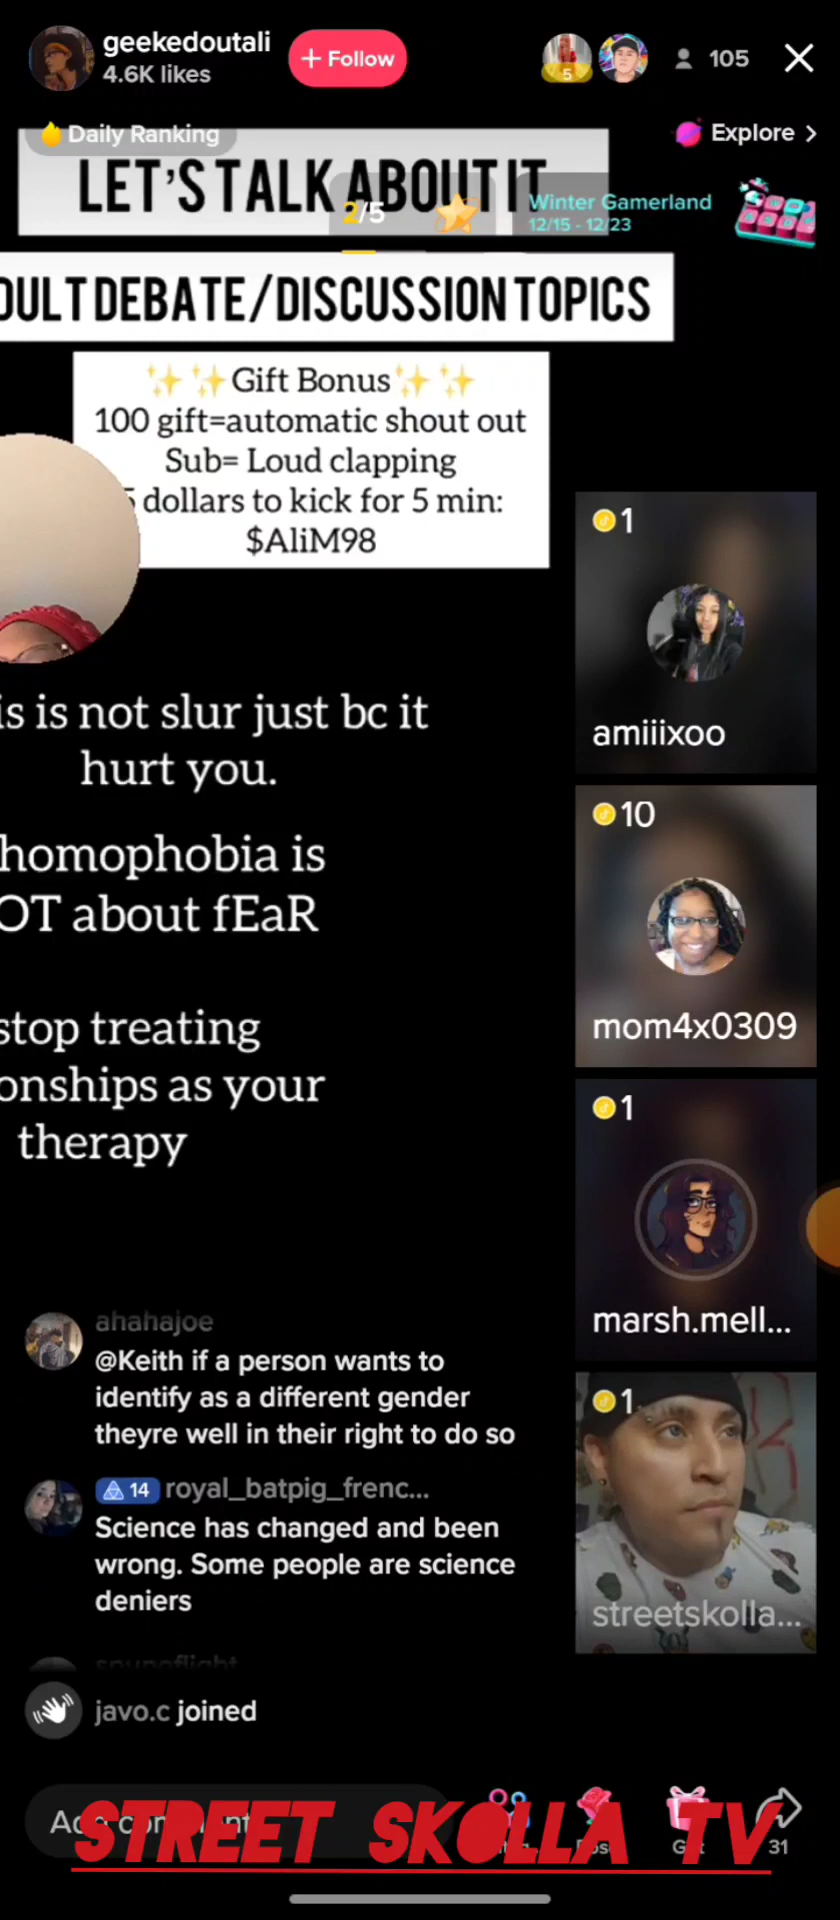 geekedoutali
4.6K likes
+ Follow
5
105
Daily Ranking
Explore >
LET'S TALK ABOUT IT
2/5
Winter Gamerland
12/15 - 12/23
DEBATE/DISCUSSION TOPICS
✨ ✨ Gift Bonus ✨ ✨
100 gift=automatic shout out
Sub= Loud clapping
dollars to kick for 5 min:
$AliM98
1
amiiixoo
is not slur just bc it
hurt you.
10
mom4x0309
homophobia is
about fEaR
stop treating
as your
therapy
1
marsh.mell...
ahahajoe
@Keith if a person wants to
identify as a different gender
theyre well in their right to do so
1
streetskolla...
14 royal_batpig_frenc...
Science has changed and been
wrong. Some people are science
deniers
javo.c joined
STREET SKOLLA TV
31